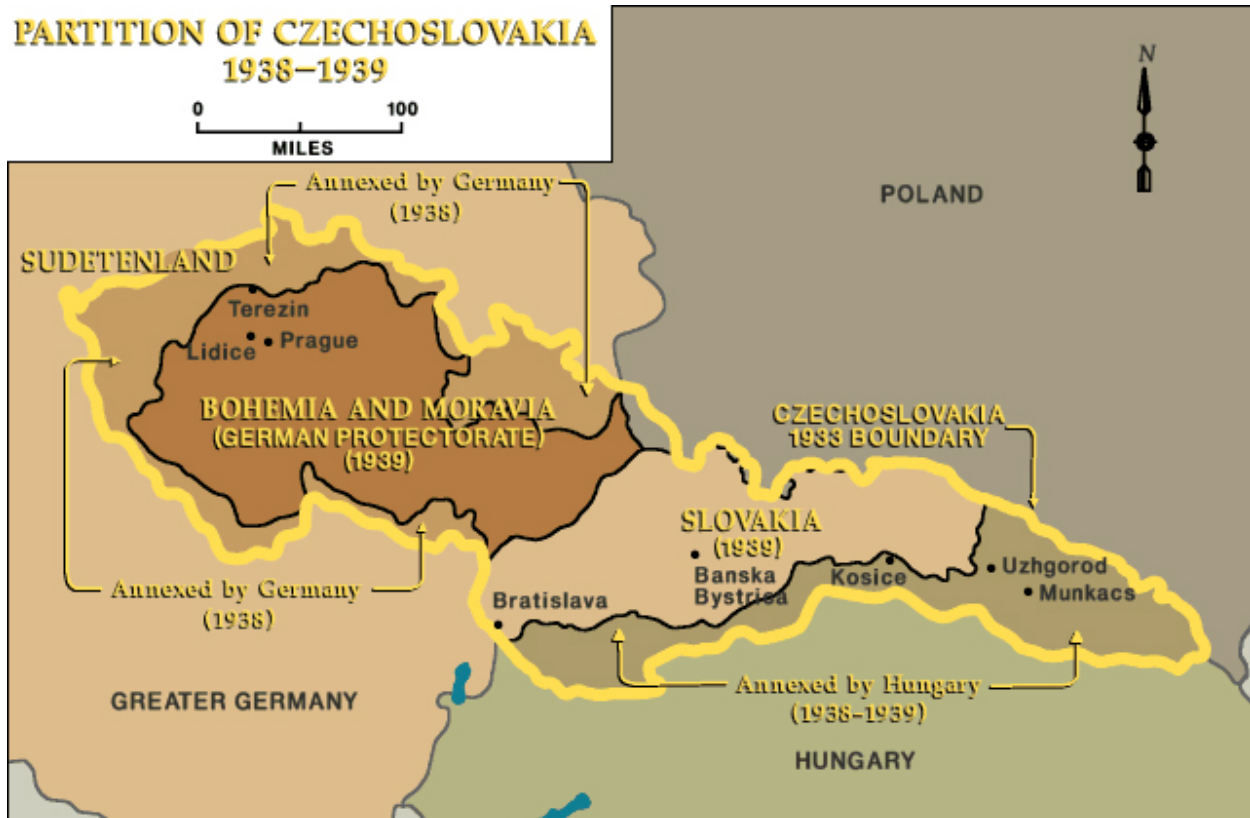 PARTITION OF CZECHOSLOVAKIA
1938–1939
0 100
MILES
N
Annexed by Germany
(1938)
POLAND
SUDETENLAND
Terezin
Lidice
Prague
BOHEMIA AND MORAVIA
(GERMAN PROTECTORATE)
(1939)
CZECHOSLOVAKIA
1933 BOUNDARY
SLOVAKIA
(1939)
Banska
Bystrica
Kosice
Uzhgorod
Munkacs
Annexed by Germany
(1938)
Bratislava
Annexed by Hungary
(1938–1939)
GREATER GERMANY
HUNGARY